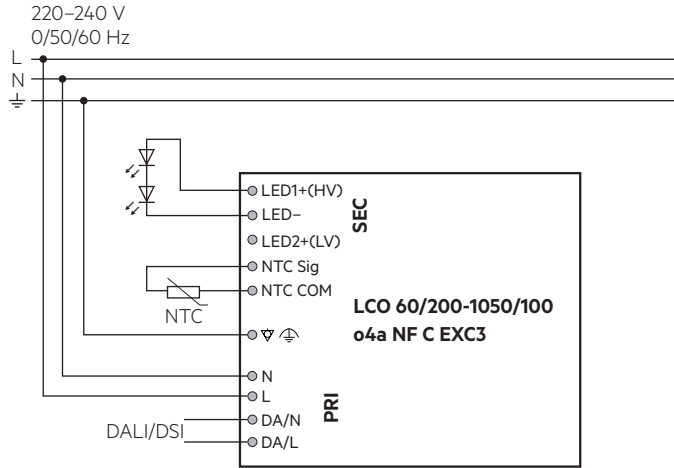 220–240 V
0/50/60 Hz
L
N
LED1+(HV)
LED–
LED2+(LV)
SEC
NTC Sig
NTC COM
NTC
LCO 60/200-1050/100
o4a NF C EXC3
N
L
PRI
DALI/DSI
DA/N
DA/L